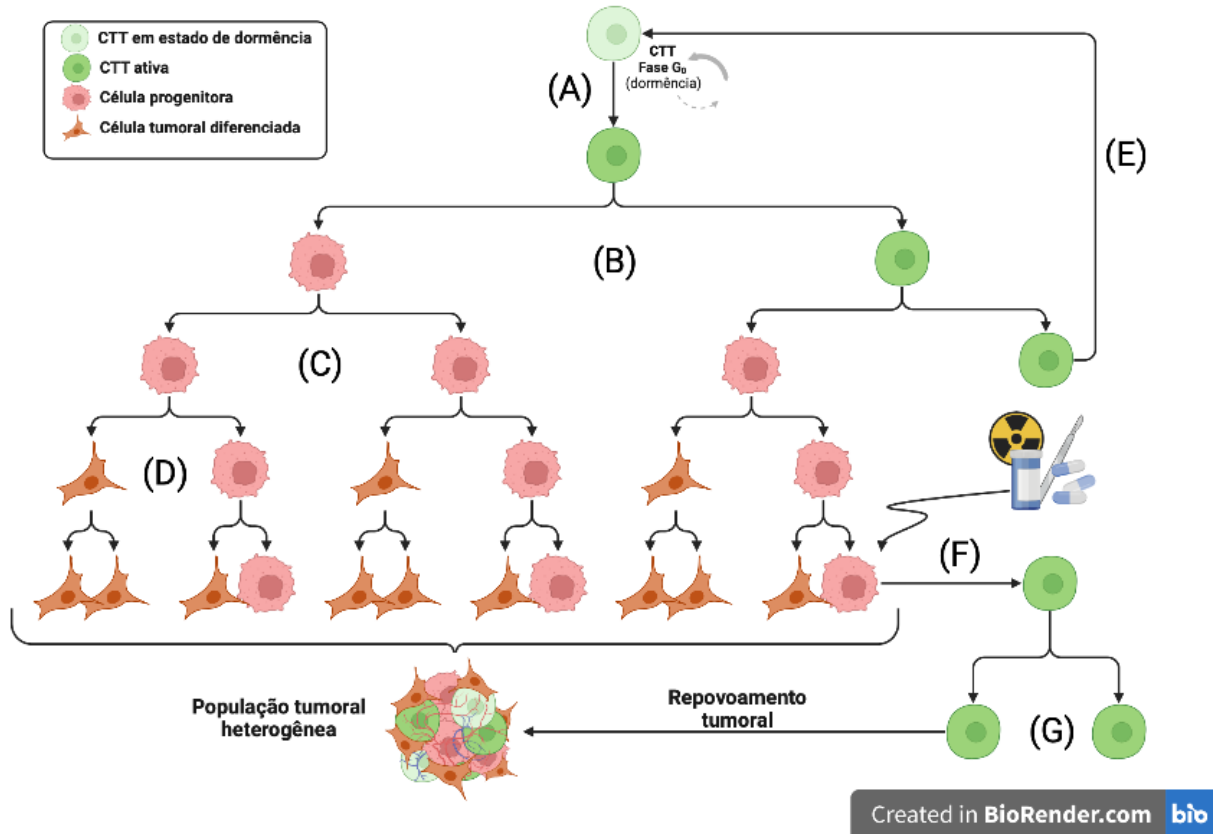 CTT em estado de dormência
CTT ativa
Célula progenitora
Célula tumoral diferenciada
CTT
Fase G₀
(dormência)
(A)
(E)
(B)
(C)
(D)
(F)
População tumoral
heterogênea
Repovoamento
tumoral
(G)
Created in BioRender.com bio